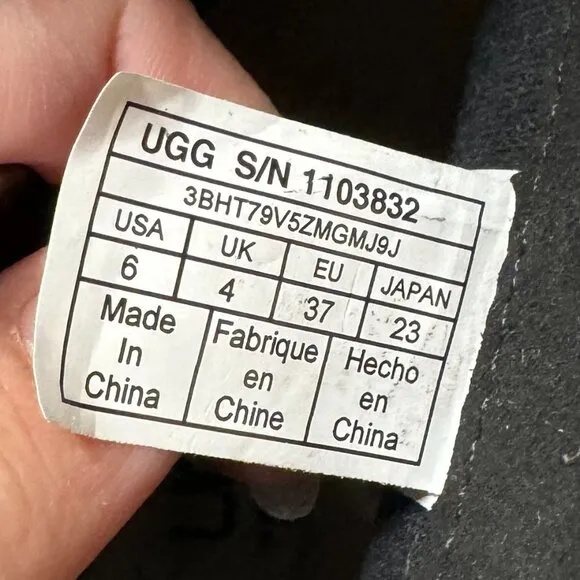 UGG S/N 1103832
3BHT79V5ZMGMJ9J
USA UK EU JAPAN
6 4 37 23
Made In China
Fabrique en Chine
Hecho en China